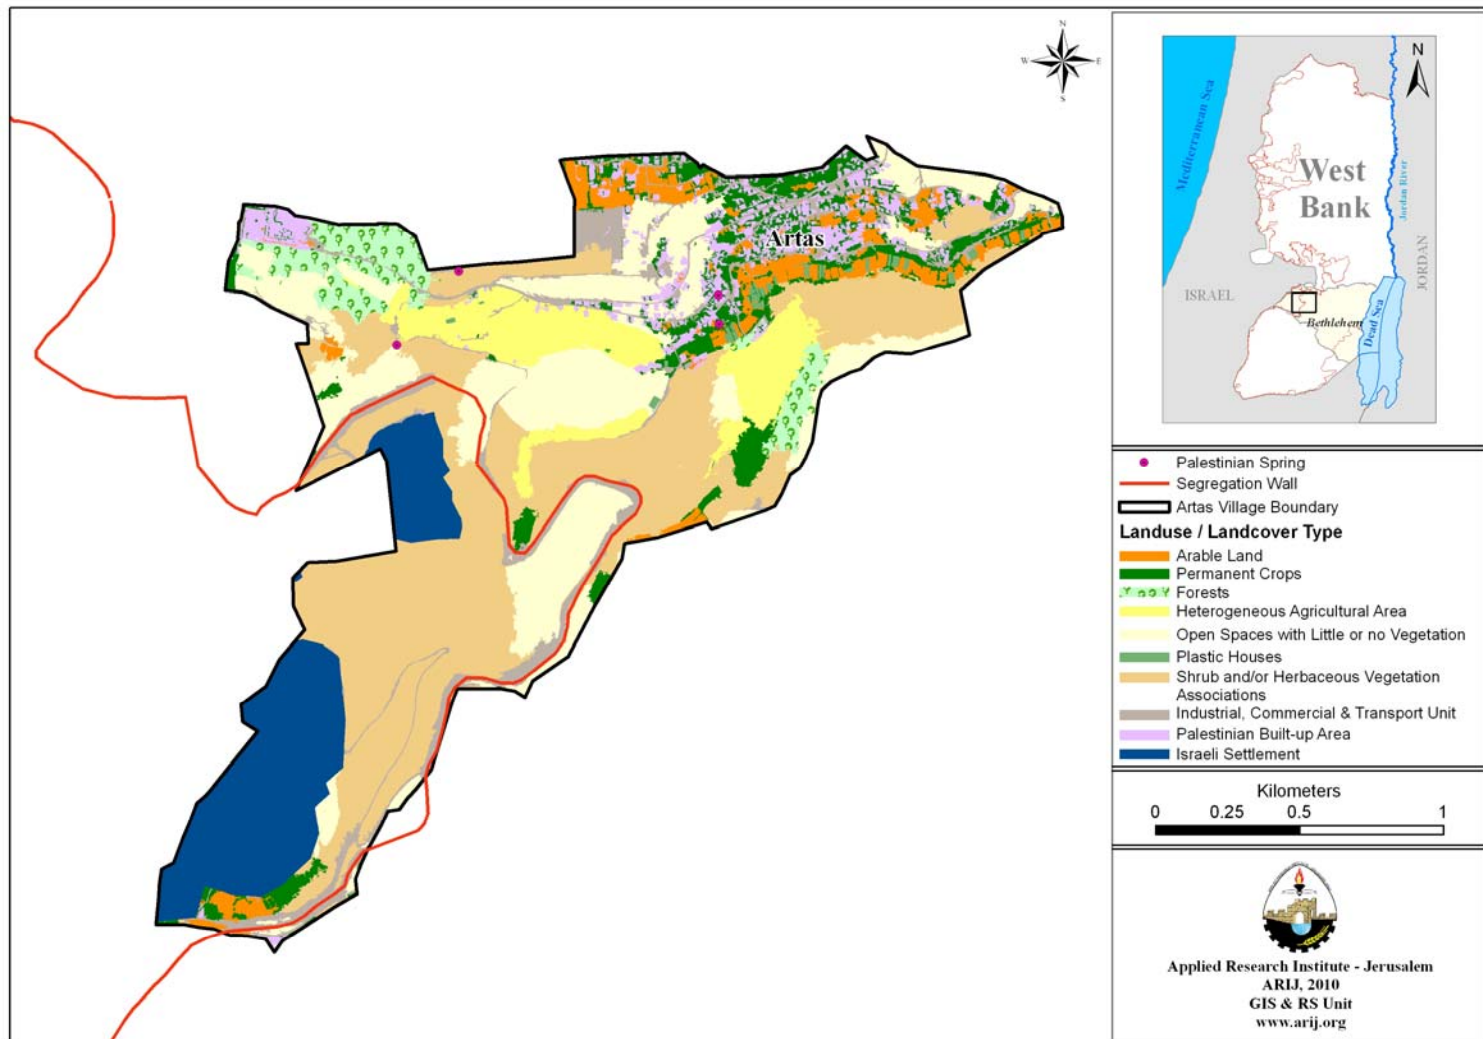 N
W
E
S
Artas
N
Mediterranean Sea
West
Bank
Jordan River
JORDAN
ISRAEL
Bethlehem
Dead Sea
Palestinian Spring
Segregation Wall
Artas Village Boundary
Landuse / Landcover Type
Arable Land
Permanent Crops
Forests
Heterogeneous Agricultural Area
Open Spaces with Little or no Vegetation
Plastic Houses
Shrub and/or Herbaceous Vegetation
Associations
Industrial, Commercial & Transport Unit
Palestinian Built-up Area
Israeli Settlement
Kilometers
0 0.25 0.5 1
Applied Research Institute - Jerusalem
ARIJ, 2010
GIS & RS Unit
www.arij.org